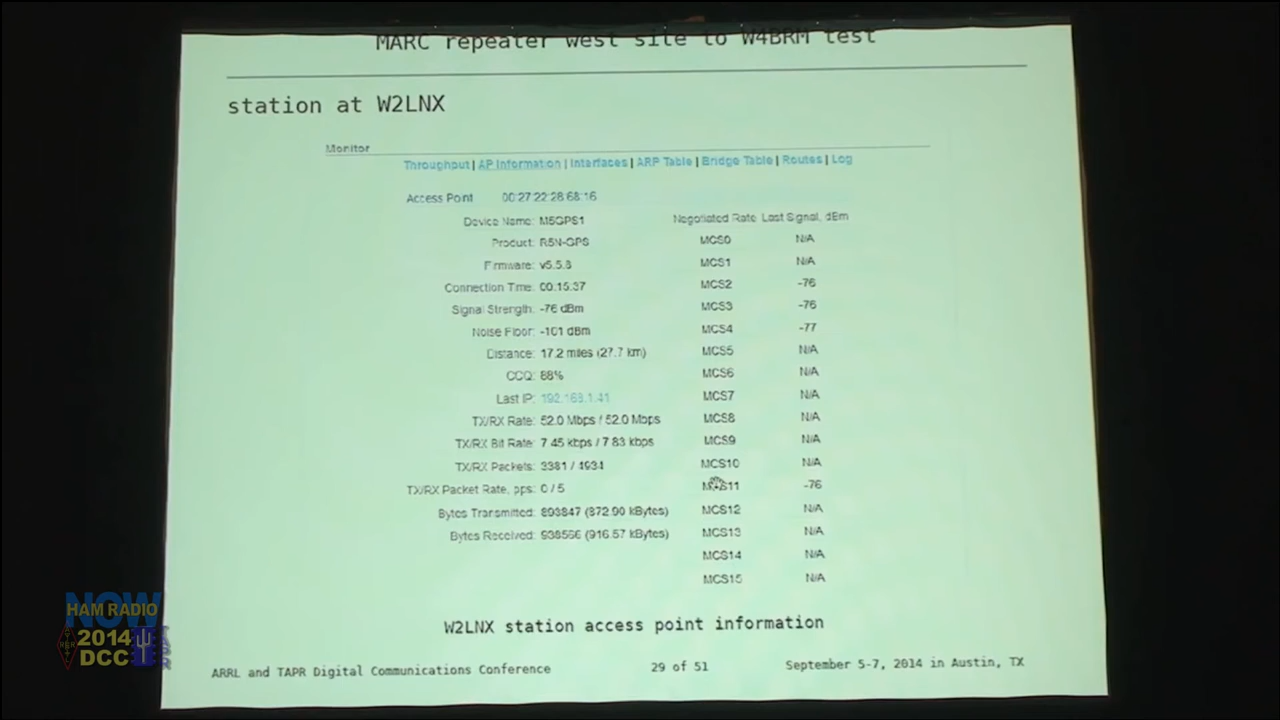 MARC repeater west site to W4BRM test
station at W2LNX
Monitor
Throughput | AP Information | Interfaces | ARP Table | Bridge Table | Routes | Log
Access Point 00:27:22:28:68:16
Device Name: M5GPS1 Negotiated Rate Last Signal, dBm
Product: R5N-GPS MCS0 N/A
Firmware: v5.5.8 MCS1 N/A
Connection Time: 00:15:37 MCS2 -76
Signal Strength: -76 dBm MCS3 -76
Noise Floor: -101 dBm MCS4 -77
Distance: 17.2 miles (27.7 km) MCS5 N/A
CCQ: 88% MCS6 N/A
Last IP: 192.168.1.41 MCS7 N/A
TX/RX Rate: 52.0 Mbps / 52.0 Mbps MCS8 N/A
TX/RX Bit Rate: 7.45 kbps / 7.83 kbps MCS9 N/A
TX/RX Packets: 3381 / 4934 MCS10 N/A
TX/RX Packet Rate, pps: 0 / 5 MCS11 -76
Bytes Transmitted: 893847 (872.90 kBytes) MCS12 N/A
Bytes Received: 938566 (916.57 kBytes) MCS13 N/A
MCS14 N/A
MCS15 N/A
W2LNX station access point information
ARRL and TAPR Digital Communications Conference 29 of 51 September 5-7, 2014 in Austin, TX
NOW
HAM RADIO
2014
DCC